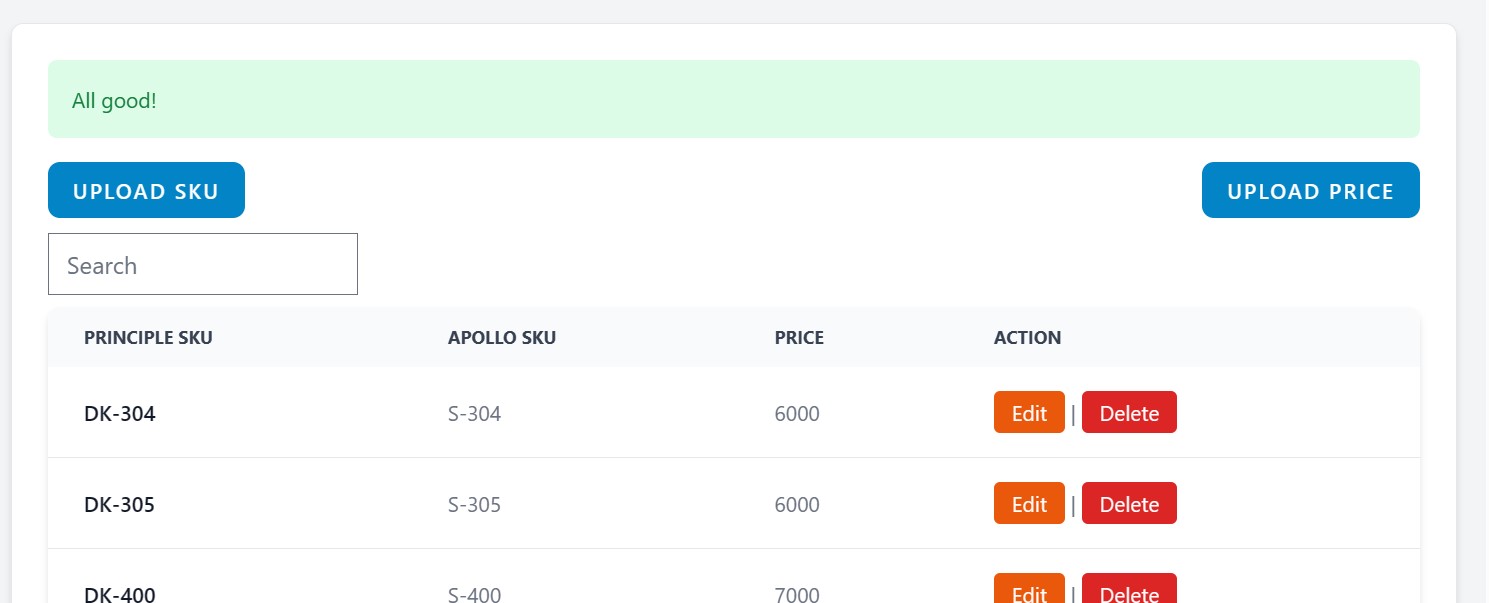 All good!
UPLOAD SKU UPLOAD PRICE
Search
PRINCIPLE SKU APOLLO SKU PRICE ACTION
DK-304 S-304 6000 Edit | Delete
DK-305 S-305 6000 Edit | Delete
DK-400 S-400 7000 Edit | Delete